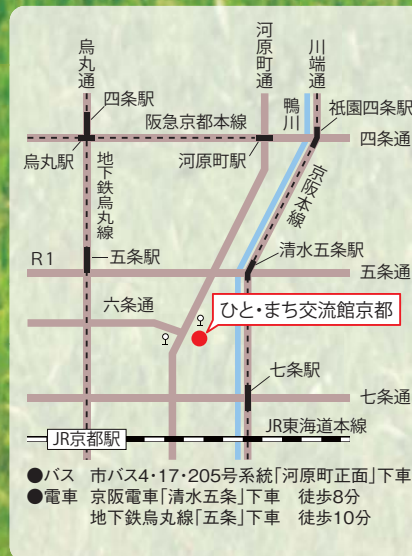 烏丸通
河原町通
川端通
四条駅
鴨川
祇園四条駅
阪急京都本線
四条通
烏丸駅
河原町駅
地下鉄烏丸線
京阪本線
清水五条駅
R1
五条駅
五条通
六条通
ひと・まち交流館京都
七条駅
七条通
JR東海道本線
JR京都駅
●バス 市バス4・17・205号系統「河原町正面」下車
●電車 京阪電車「清水五条」下車 徒歩8分
地下鉄烏丸線「五条」下車 徒歩10分